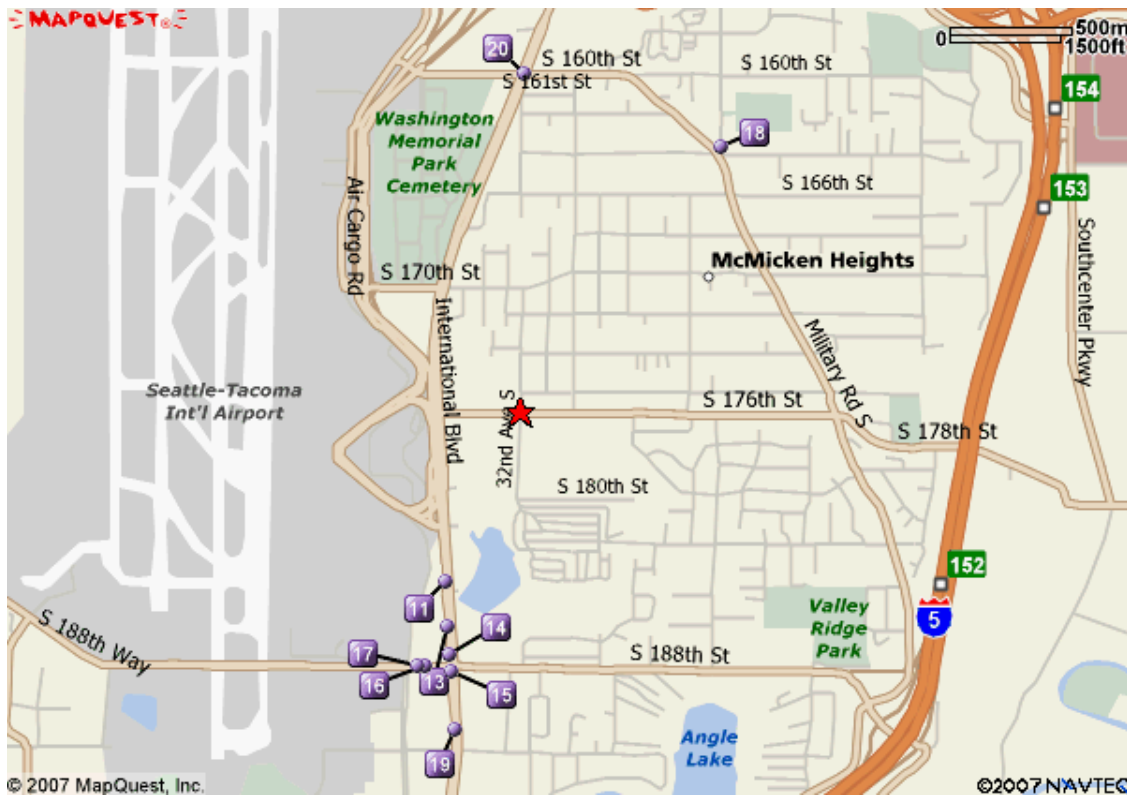 MAPQUEST
500m
0
1500ft
20
S 160th St
S 160th St
S 161st St
154
Washington
Memorial
Park
Cemetery
18
Air Cargo Rd
S 166th St
153
Southcenter Pkwy
S 170th St
McMicken Heights
International Blvd
Military Rd S
Seattle-Tacoma
Int'l Airport
32nd Ave S
S 176th St
S 178th St
S 180th St
152
11
14
Valley
Ridge
Park
5
S 188th Way
17
S 188th St
16
13
15
Angle
Lake
19
© 2007 MapQuest, Inc.
©2007 NAVTEQ